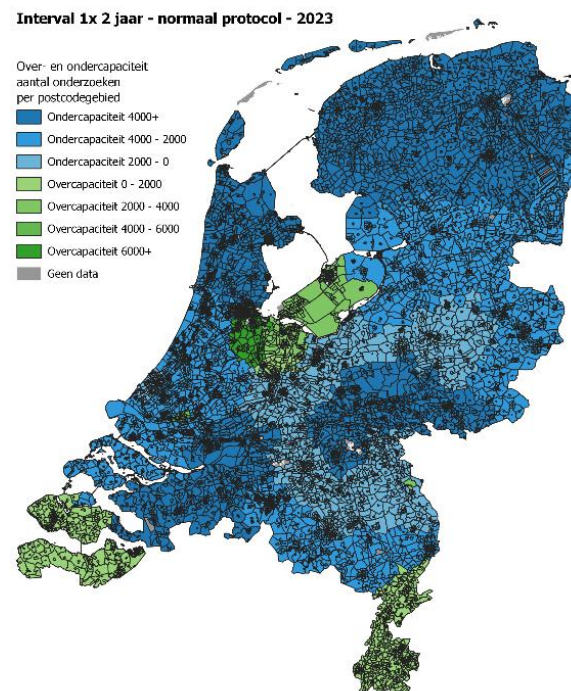 Interval 1x 2 jaar - normaal protocol - 2023
Over- en ondercapaciteit
aantal onderzoeken
per postcodegebied
Ondercapaciteit 4000+
Ondercapaciteit 4000 - 2000
Ondercapaciteit 2000 - 0
Overcapaciteit 0 - 2000
Overcapaciteit 2000 - 4000
Overcapaciteit 4000 - 6000
Overcapaciteit 6000+
Geen data